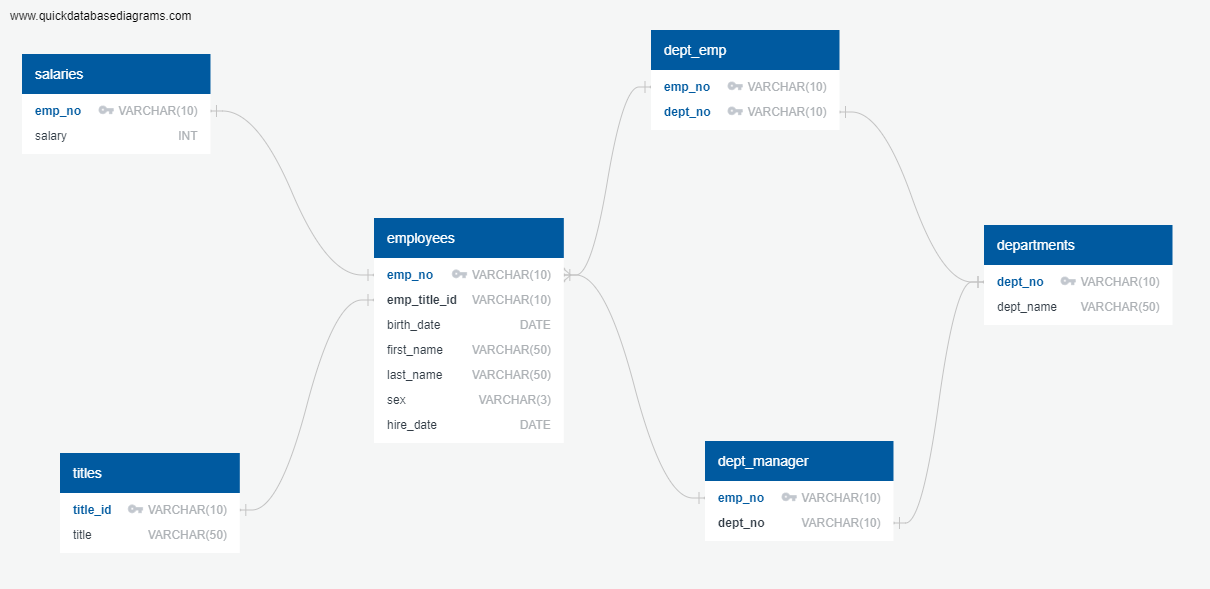 www.quickdatabasediagrams.com
salaries
emp_no VARCHAR(10)
salary INT
dept_emp
emp_no VARCHAR(10)
dept_no VARCHAR(10)
employees
emp_no VARCHAR(10)
emp_title_id VARCHAR(10)
birth_date DATE
first_name VARCHAR(50)
last_name VARCHAR(50)
sex VARCHAR(3)
hire_date DATE
departments
dept_no VARCHAR(10)
dept_name VARCHAR(50)
titles
title_id VARCHAR(10)
title VARCHAR(50)
dept_manager
emp_no VARCHAR(10)
dept_no VARCHAR(10)